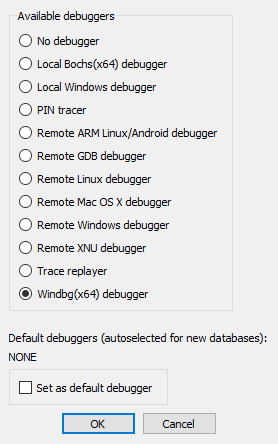 Available debuggers
No debugger
Local Bochs(x64) debugger
Local Windows debugger
PIN tracer
Remote ARM Linux/Android debugger
Remote GDB debugger
Remote Linux debugger
Remote Mac OS X debugger
Remote Windows debugger
Remote XNU debugger
Trace replayer
Windbg(x64) debugger
Default debuggers (autoselected for new databases):
NONE
Set as default debugger
OK
Cancel